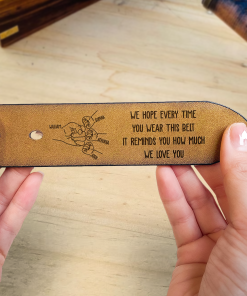 WE HOPE EVERY TIME
YOU WEAR THIS BELT
IT REMINDS YOU HOW MUCH
WE LOVE YOU